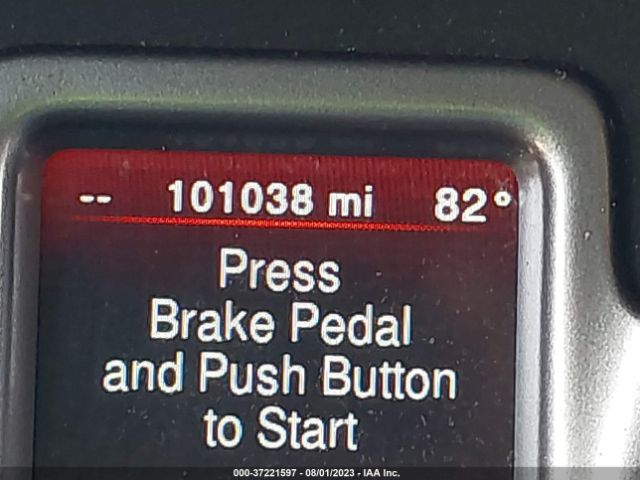 -- 101038 mi 82°
Press
Brake Pedal
and Push Button
to Start
000-37221597 - 08/01/2023 - IAA Inc.